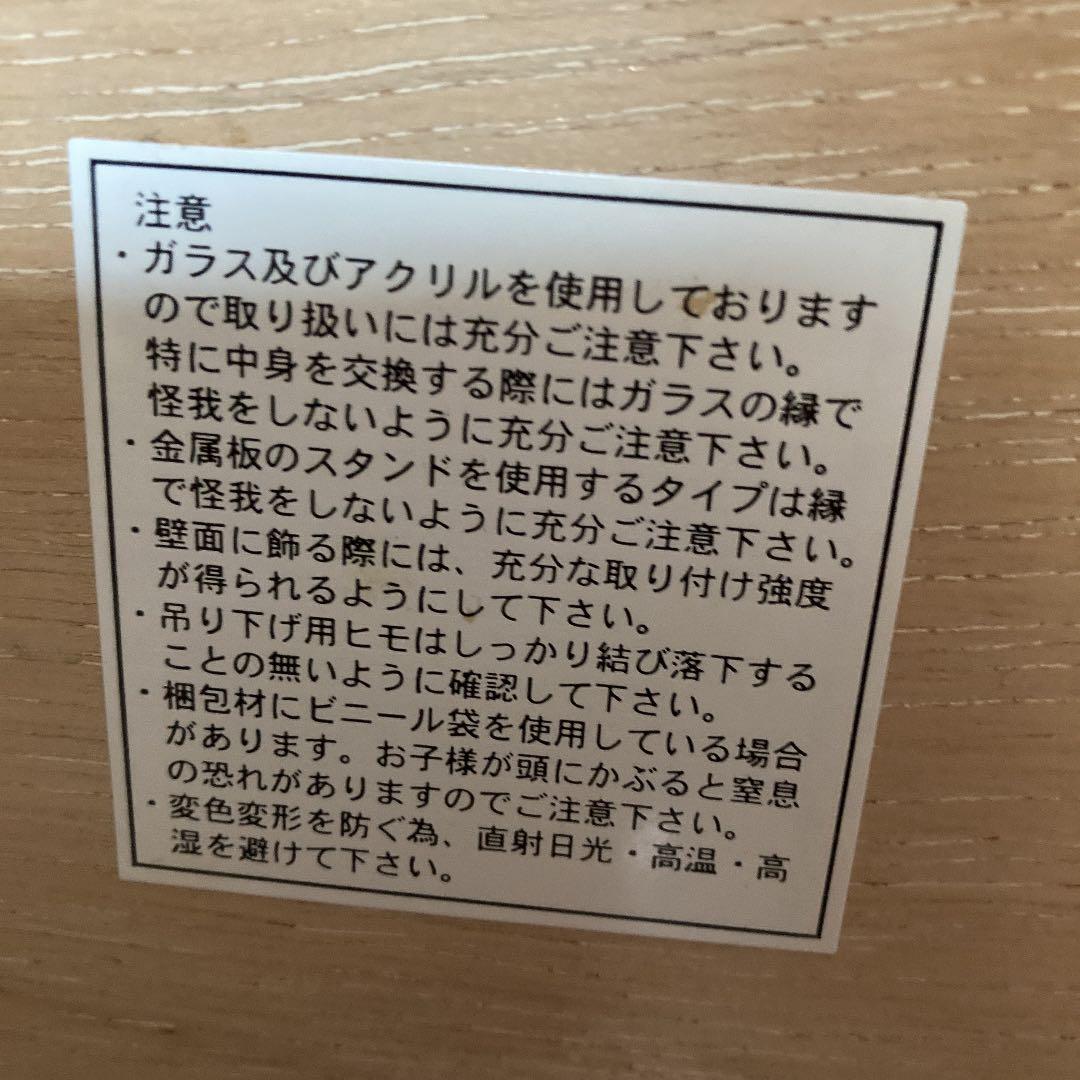 注意
・ガラス及びアクリルを使用しております
ので取り扱いには充分ご注意下さい。
特に中身を交換する際にはガラスの縁で
怪我をしないように充分ご注意下さい。
・金属板のスタンドを使用するタイプは縁
で怪我をしないように充分ご注意下さい。
・壁面に飾る際には、充分な取り付け強度
が得られるようにして下さい。
・吊り下げ用ヒモはしっかり結び落下する
ことの無いように確認して下さい。
・梱包材にビニール袋を使用している場合
があります。お子様が頭にかぶると窒息
の恐れがありますのでご注意下さい。
・変色変形を防ぐ為、直射日光・高温・高
湿を避けて下さい。